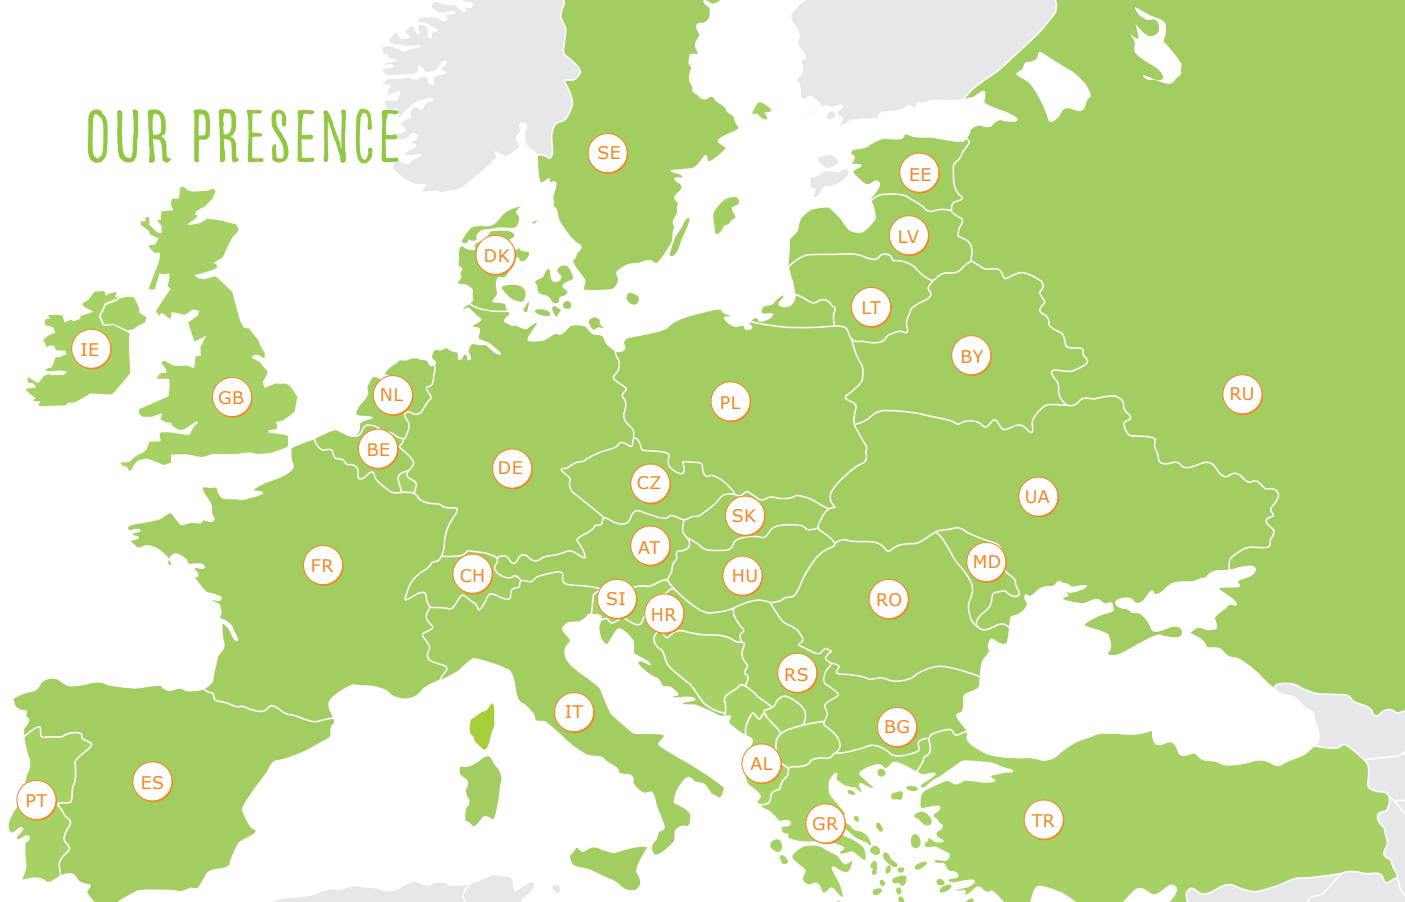 OUR PRESENCE
SE
EE
LV
DK
LT
IE
BY
GB
NL
PL
RU
BE
DE
CZ
UA
SK
AT
FR
CH
HU
MD
SI
HR
RO
RS
IT
BG
AL
ES
PT
GR
TR